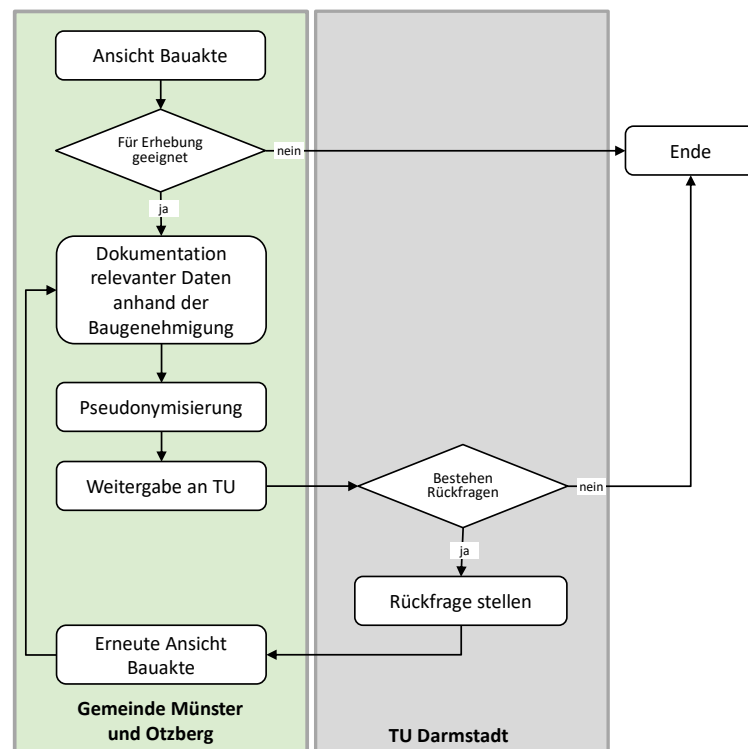 Ansicht Bauakte
Für Erhebung
geeignet
nein
Ende
ja
Dokumentation
relevanter Daten
anhand der
Baugenehmigung
Pseudonymisierung
Weitergabe an TU
Bestehen
Rückfragen
nein
ja
Rückfrage stellen
Erneute Ansicht
Bauakte
Gemeinde Münster
und Otzberg
TU Darmstadt